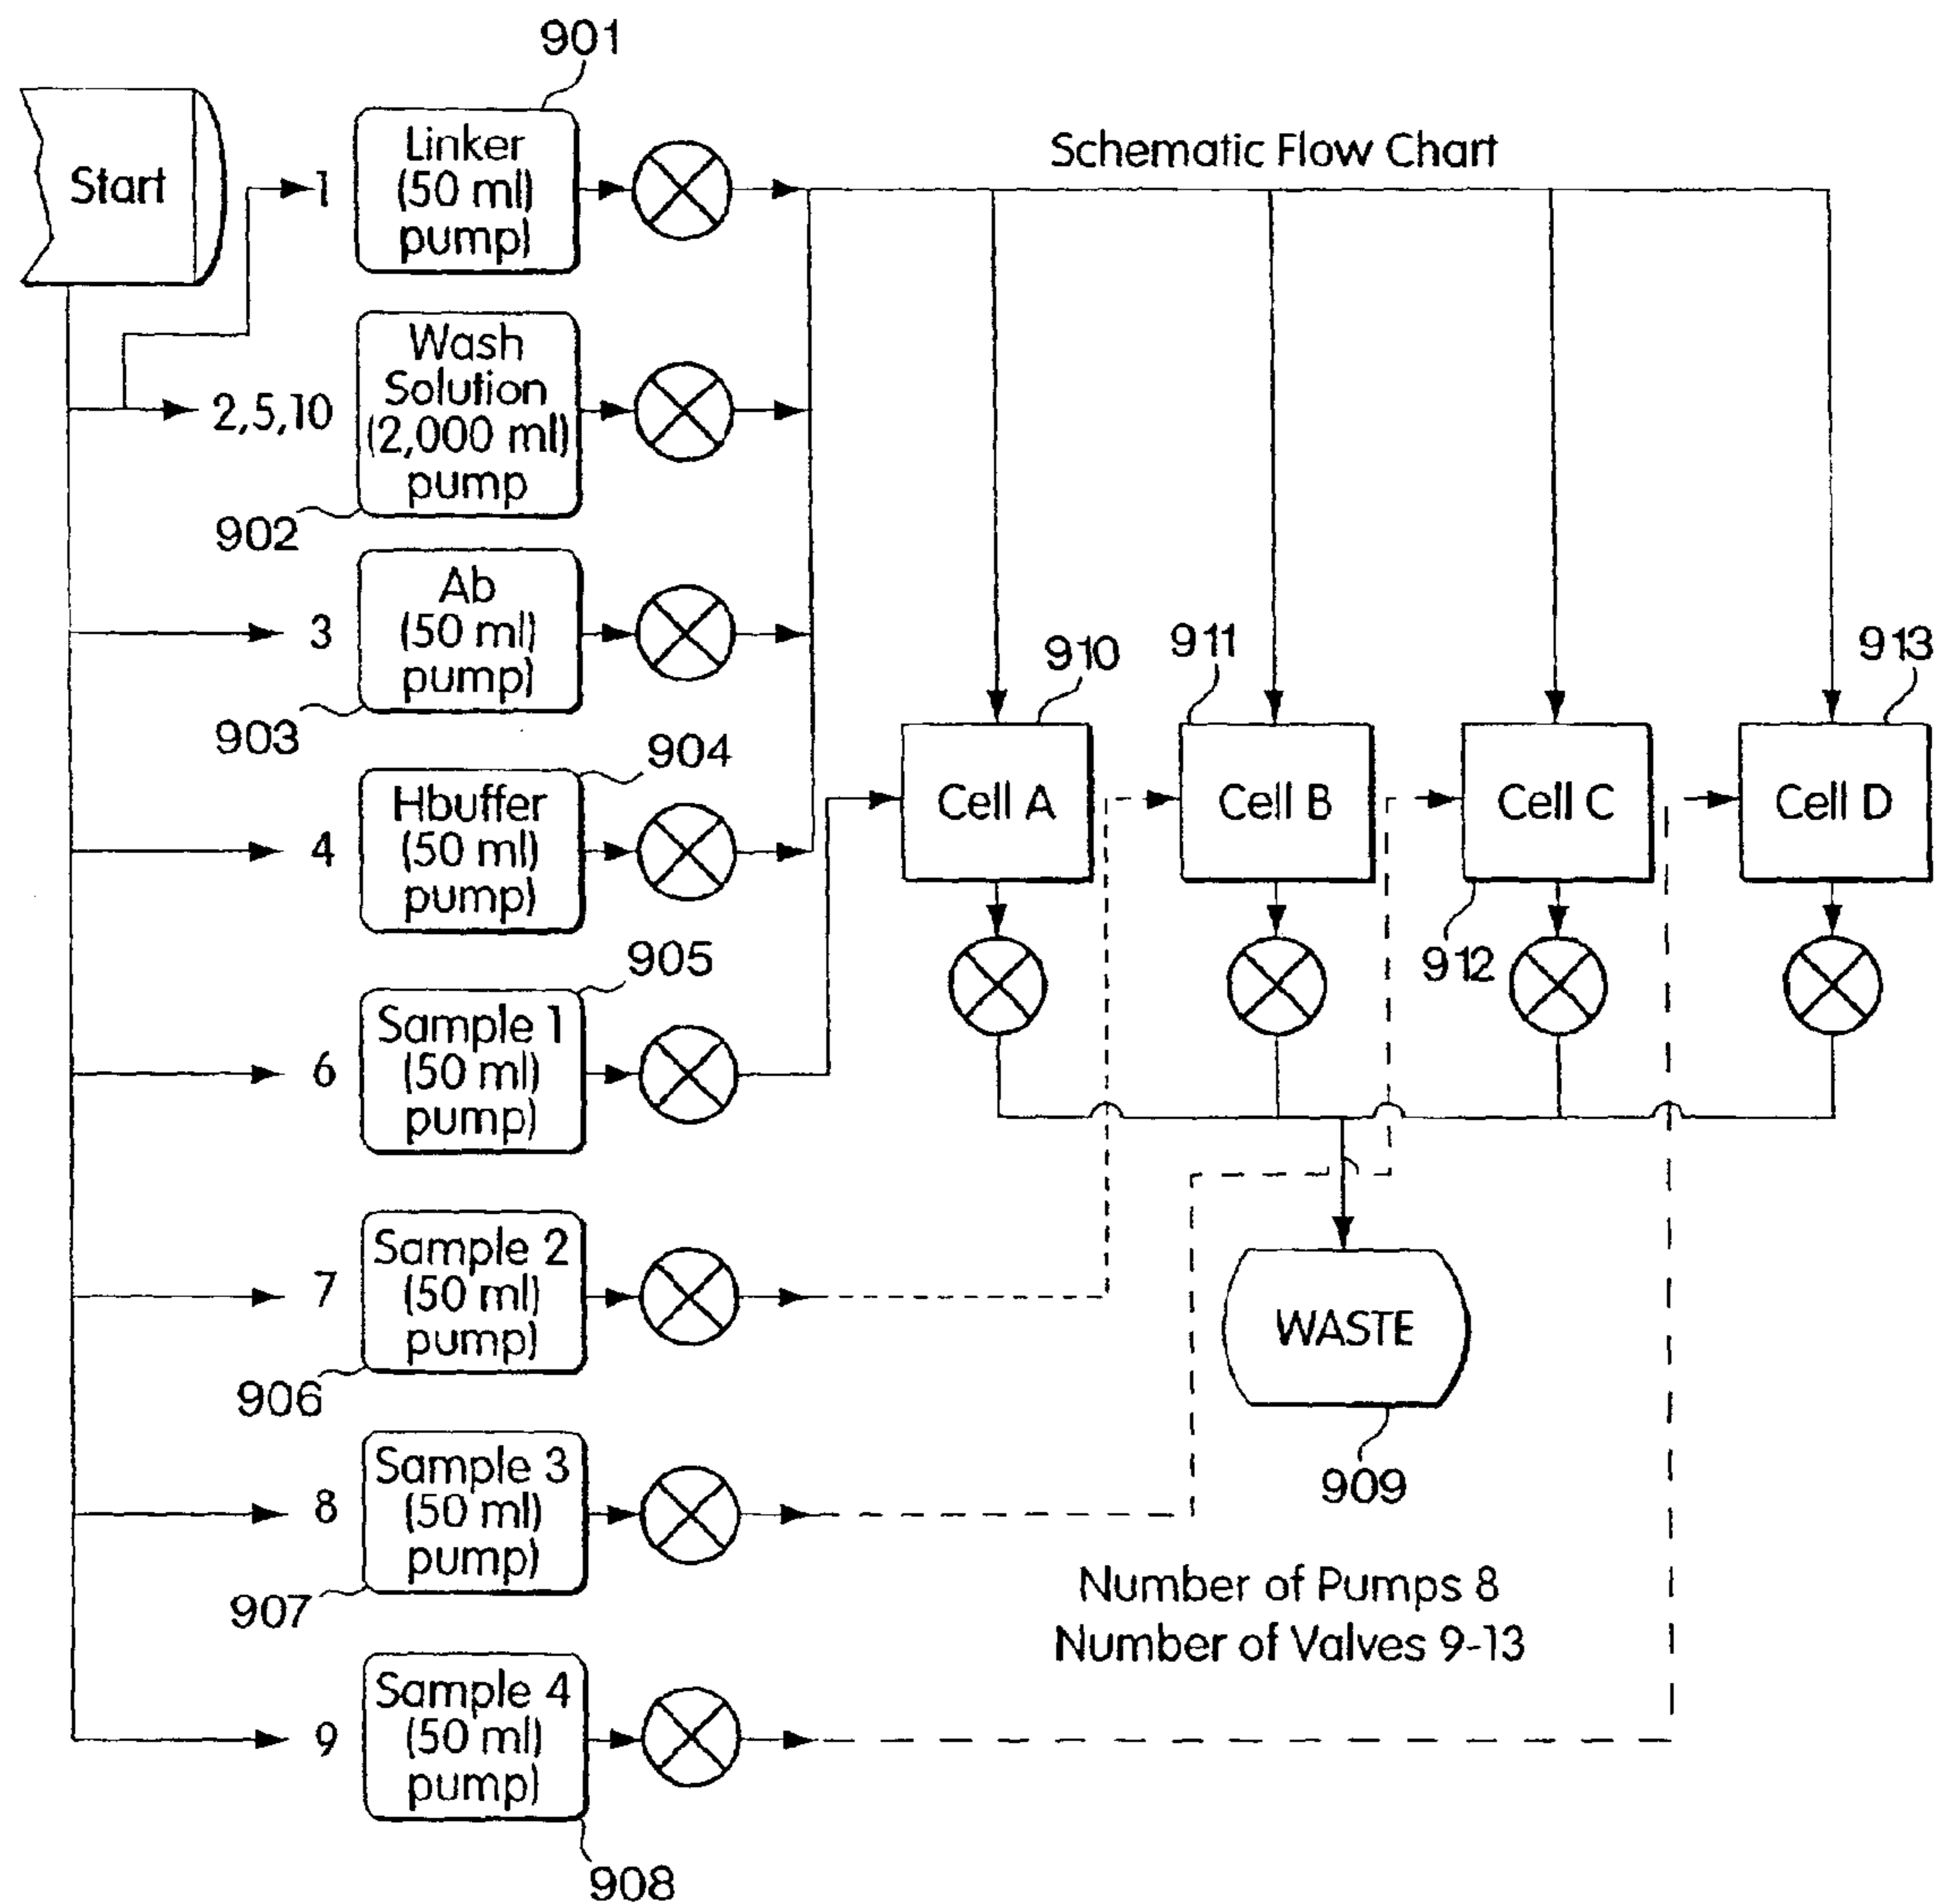 901
Start
1
Linker
(50 ml)
pump)
Schematic Flow Chart
2,5,10
Wash
Solution
(2,000 ml)
pump
902
3
Ab
(50 ml)
pump)
903
904
4
Hbuffer
(50 ml)
pump)
910
911
913
Cell A
Cell B
Cell C
Cell D
912
905
6
Sample 1
(50 ml)
pump)
7
Sample 2
(50 ml)
pump)
906
WASTE
909
8
Sample 3
(50 ml)
pump)
907
Number of Pumps 8
Number of Valves 9-13
9
Sample 4
(50 ml)
pump)
908